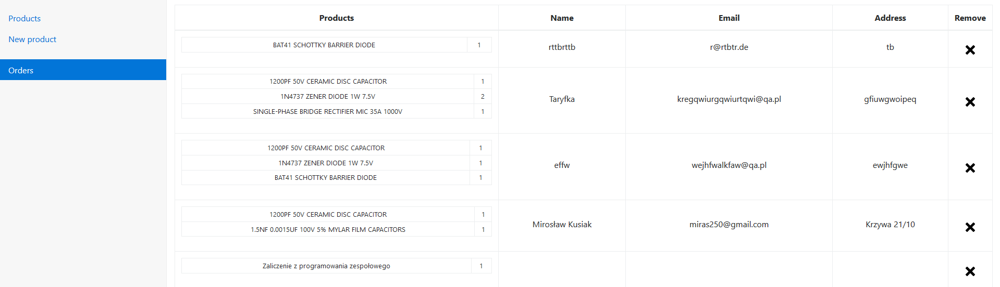 Products
New product
Orders
Products Name Email Address Remove
BAT41 SCHOTTKY BARRIER DIODE 1
rttbrttb r@rtbtr.de tb
1200PF 50V CERAMIC DISC CAPACITOR 1
1N4737 ZENER DIODE 1W 7.5V 2
SINGLE-PHASE BRIDGE RECTIFIER MIC 35A 1000V 1
Taryfka kregqwiurgqwiurtqwi@qa.pl gfiuwgwoipeq
1200PF 50V CERAMIC DISC CAPACITOR 1
1N4737 ZENER DIODE 1W 7.5V 1
BAT41 SCHOTTKY BARRIER DIODE 1
effw wejhfwalkfaw@qa.pl ewjhfgwe
1200PF 50V CERAMIC DISC CAPACITOR 1
1.5NF 0.0015UF 100V 5% MYLAR FILM CAPACITORS 1
Mirosław Kusiak miras250@gmail.com Krzywa 21/10
Zaliczenie z programowania zespołowego 1